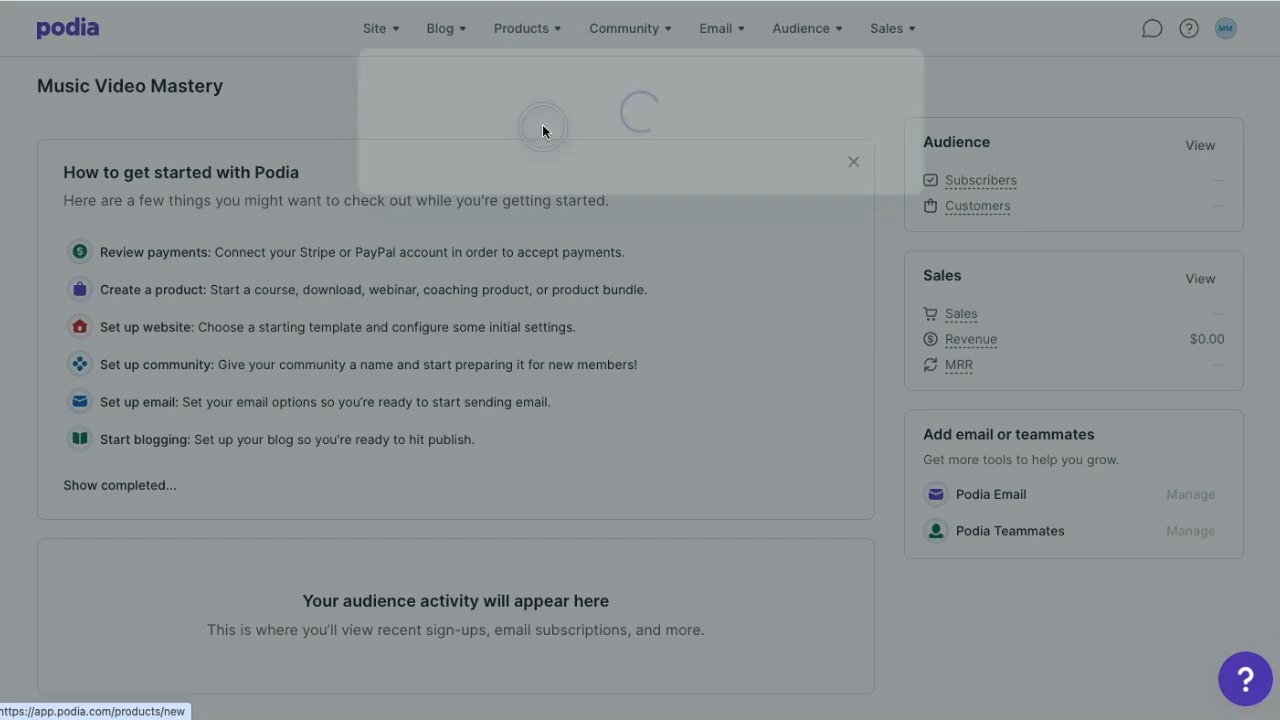 podia
Site
Blog
Products
Community
Email
Audience
Sales
MM
Music Video Mastery
How to get started with Podia
Here are a few things you might want to check out while you're getting started.
Review payments: Connect your Stripe or PayPal account in order to accept payments.
Create a product: Start a course, download, webinar, coaching product, or product bundle.
Set up website: Choose a starting template and configure some initial settings.
Set up community: Give your community a name and start preparing it for new members!
Set up email: Set your email options so you're ready to start sending email.
Start blogging: Set up your blog so you're ready to hit publish.
Show completed...
Your audience activity will appear here
This is where you'll view recent sign-ups, email subscriptions, and more.
Audience View
Subscribers —
Customers —
Sales View
Sales —
Revenue $0.00
MRR —
Add email or teammates
Get more tools to help you grow.
Podia Email Manage
Podia Teammates Manage
?
https://app.podia.com/products/new